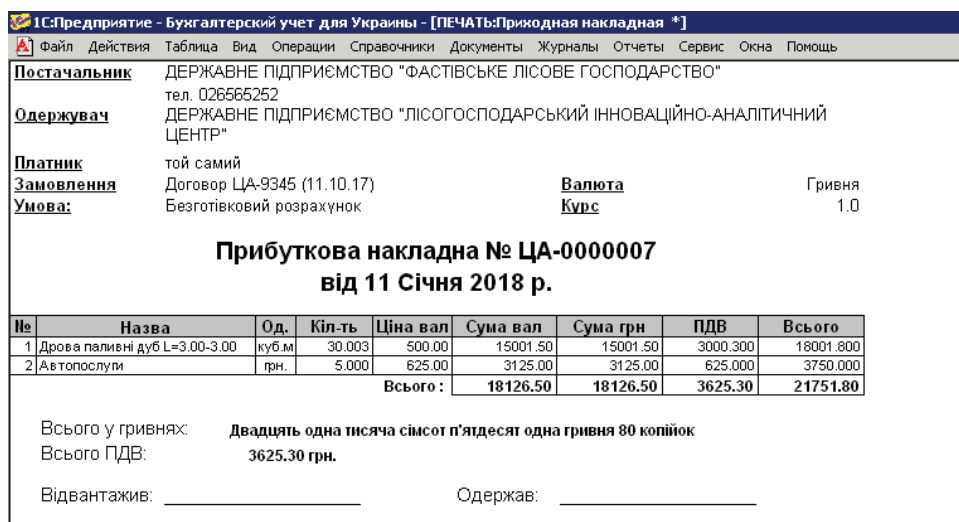 1С:Предприятие - Бухгалтерский учет для Украины - [ПЕЧАТЬ:Приходная накладная *]
Файл Действия Таблица Вид Операции Справочники Документы Журналы Отчеты Сервис Окна Помощь
Постачальник ДЕРЖАВНЕ ПІДПРИЄМСТВО "ФАСТІВСЬКЕ ЛІСОВЕ ГОСПОДАРСТВО"
тел. 026565252
Одержувач ДЕРЖАВНЕ ПІДПРИЄМСТВО "ЛІСОГОСПОДАРСЬКИЙ ІННОВАЦІЙНО-АНАЛІТИЧНИЙ
ЦЕНТР"
Платник той самий
Замовлення Договор ЦА-9345 (11.10.17) Валюта Гривня
Умова: Безготівковий розрахунок Курс 1.0
Прибуткова накладна № ЦА-0000007
від 11 Січня 2018 р.
№ Назва Од. Кіл-ть Ціна вал Сума вал Сума грн ПДВ Всього
1 Дрова паливні дуб L=3.00-3.00 куб.м 30.003 500.00 15001.50 15001.50 3000.300 18001.800
2 Автопослуги грн. 5.000 625.00 3125.00 3125.00 625.000 3750.000
Всього : 18126.50 18126.50 3625.30 21751.80
Всього у гривнях: Двадцять одна тисяча сімсот п'ятдесят одна гривня 80 копійок
Всього ПДВ: 3625.30 грн.
Відвантажив: Одержав: